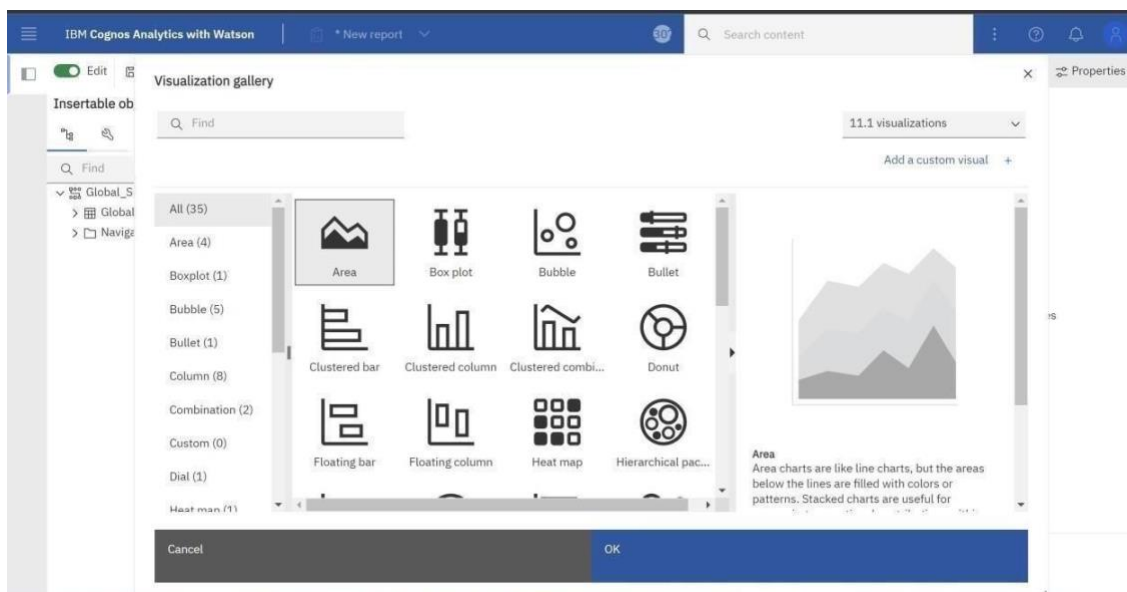 IBM Cognos Analytics with Watson
* New report
30
Search content
Edit
Properties
Insertable ob
Find
Global_S
Global
Naviga
Visualization gallery
Find
11.1 visualizations
Add a custom visual +
All (35)
Area (4)
Boxplot (1)
Bubble (5)
Bullet (1)
Column (8)
Combination (2)
Custom (0)
Dial (1)
Heat map (1)
Area
Box plot
Bubble
Bullet
Clustered bar
Clustered column
Clustered combi...
Donut
Floating bar
Floating column
Heat map
Hierarchical pac...
Area
Area charts are like line charts, but the areas
below the lines are filled with colors or
patterns. Stacked charts are useful for
es
Cancel
OK